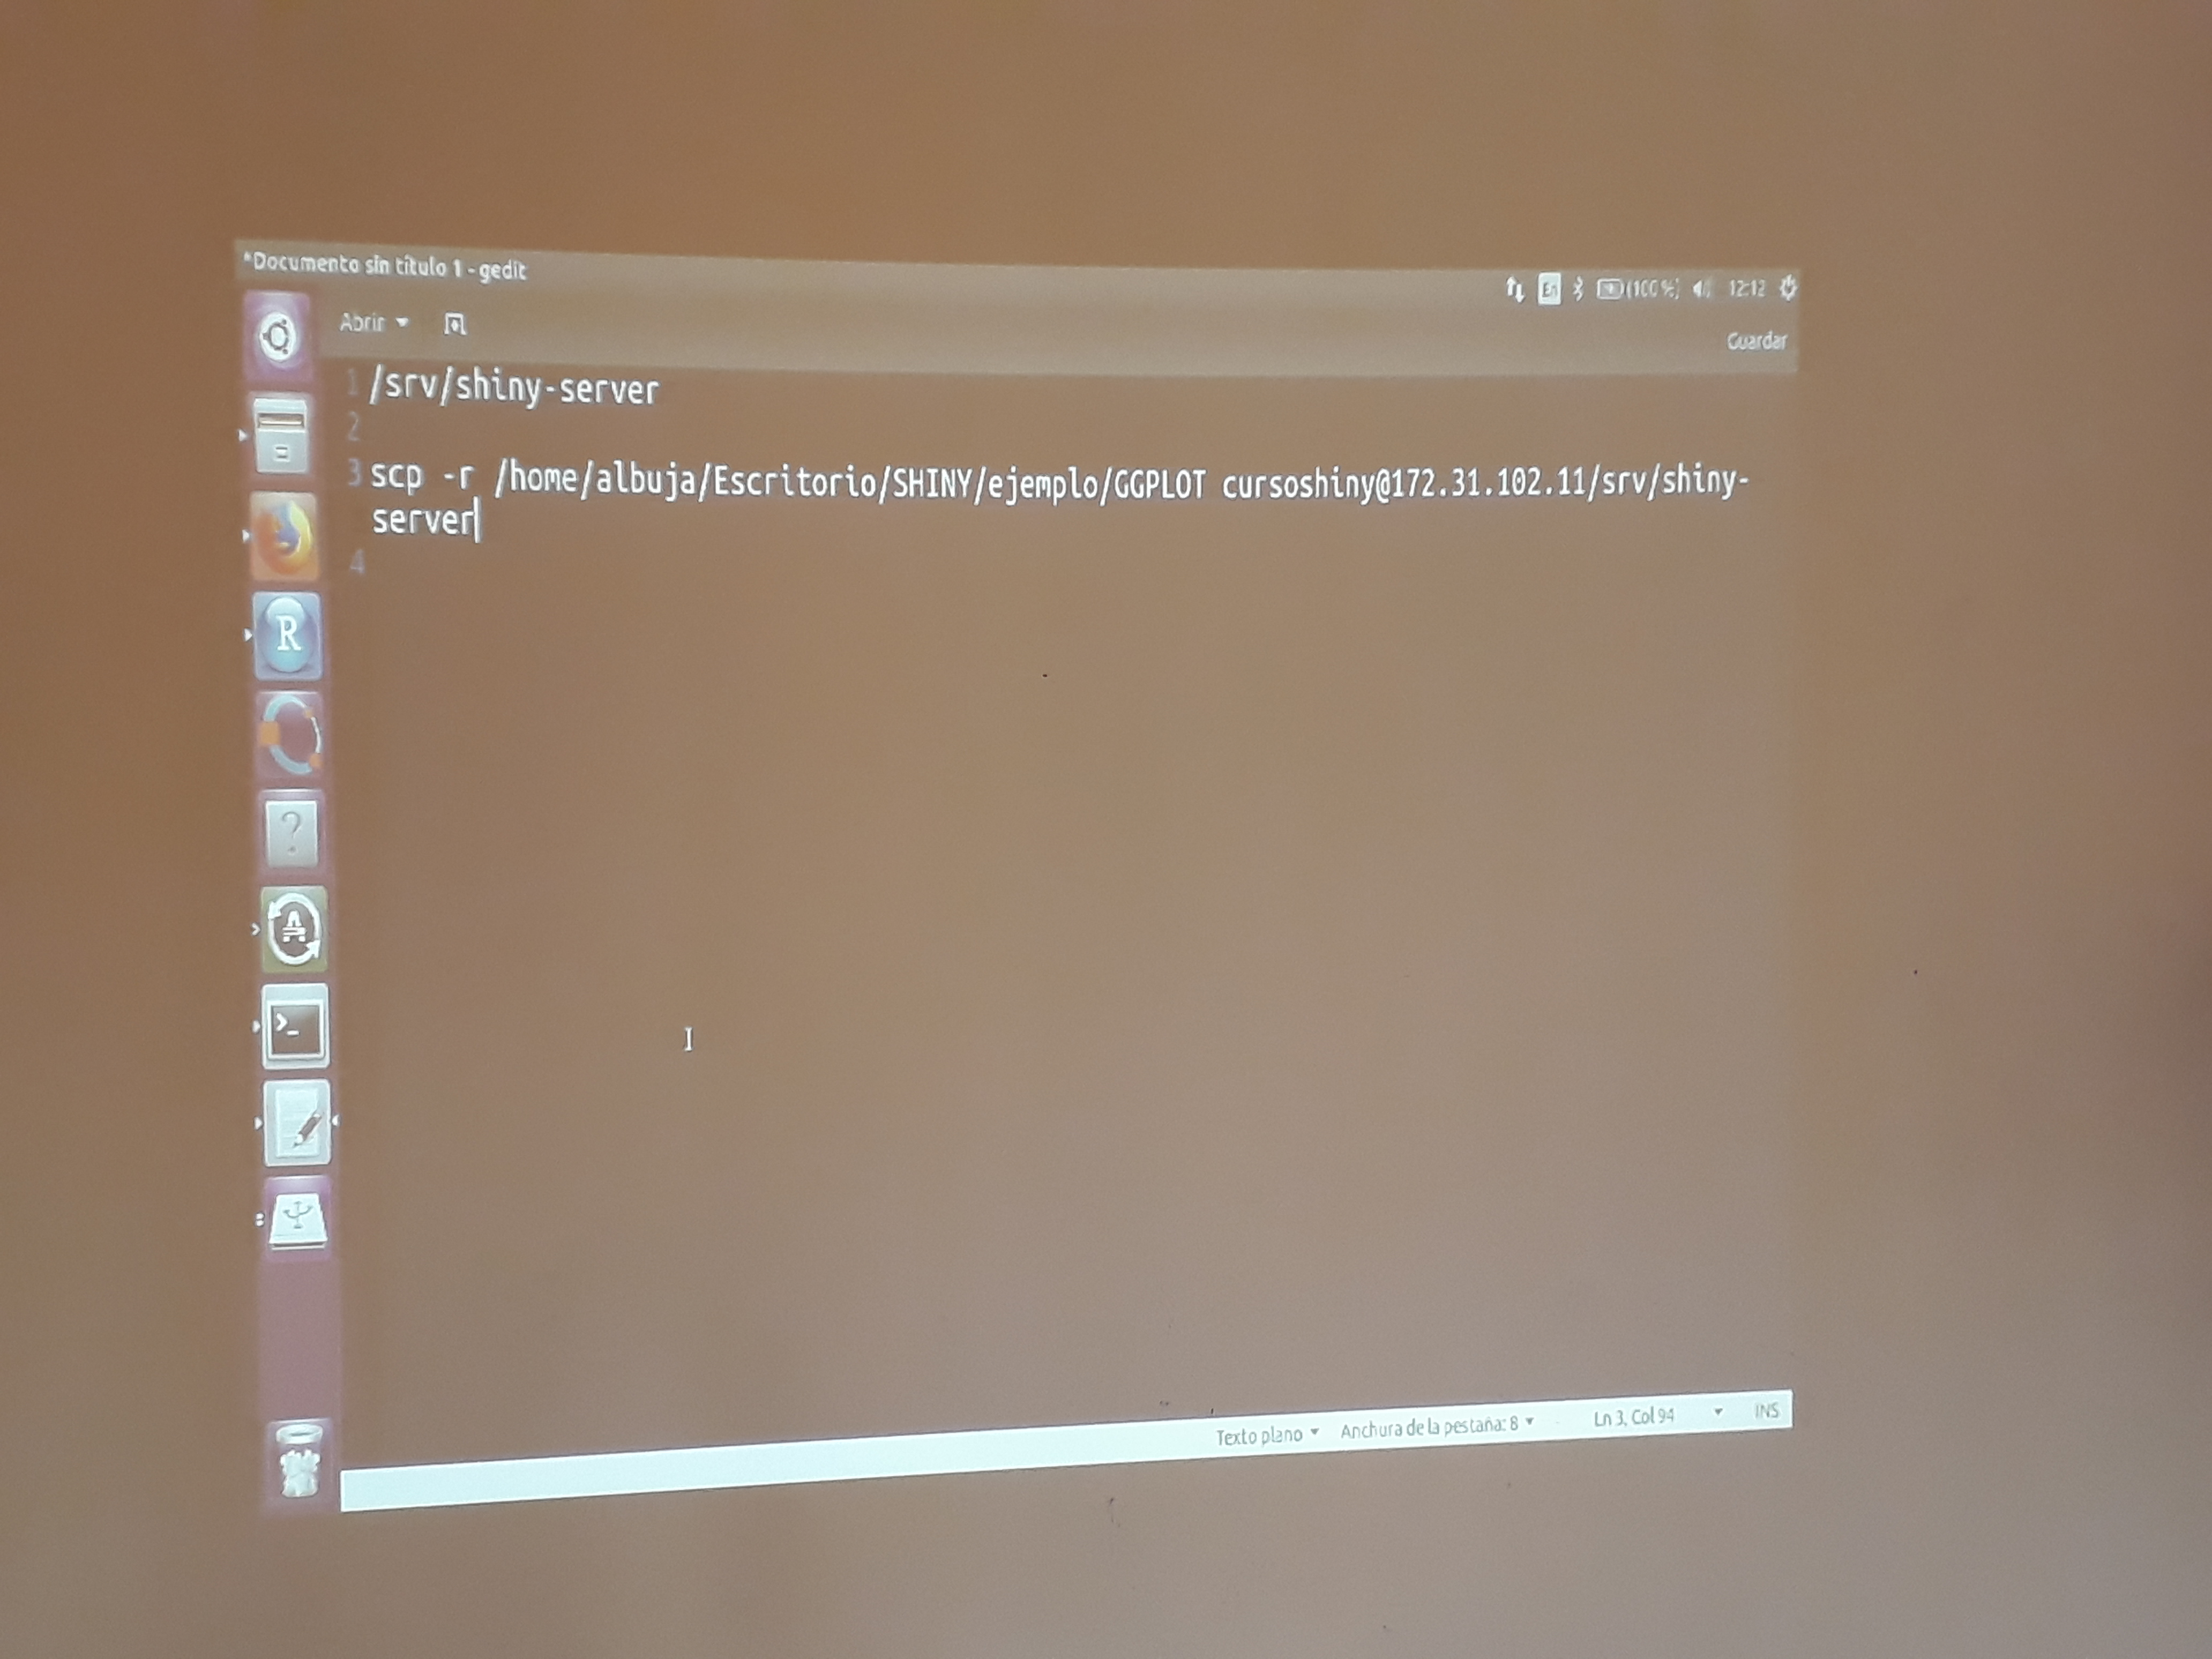 *Documento sin título 1 - gedit
En (100 %) 12:12
Abrir
Guardar
1 /srv/shiny-server
2
3 scp -r /home/albuja/Escritorio/SHINY/ejemplo/GGPLOT cursoshiny@172.31.102.11/srv/shiny-
server
4
R
?
A
>_
Texto plano Anchura de la pestaña: 8 Ln 3, Col 94 INS